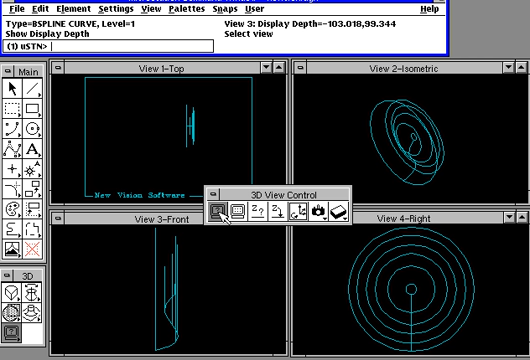 File Edit Element Settings View Palettes Snaps User Help
Type=BSPLINE CURVE, Level=1 View 3: Display Depth=-103.018,99.344
Show Display Depth Select view
(1) uSTN>
Main
View 1-Top
View 2-Isometric
A
New Vision Software
3D View Control
Z?
View 3-Front
View 4-Right
3D